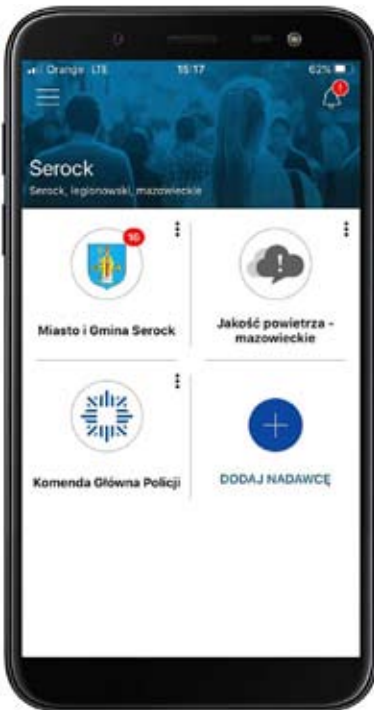 Orange LTE 15:17 62%
Serock
Serock, legionowski, mazowieckie
16
Miasto i Gmina Serock
Jakość powietrza -
mazowieckie
Komenda Główna Policji
DODAJ NADAWCĘ